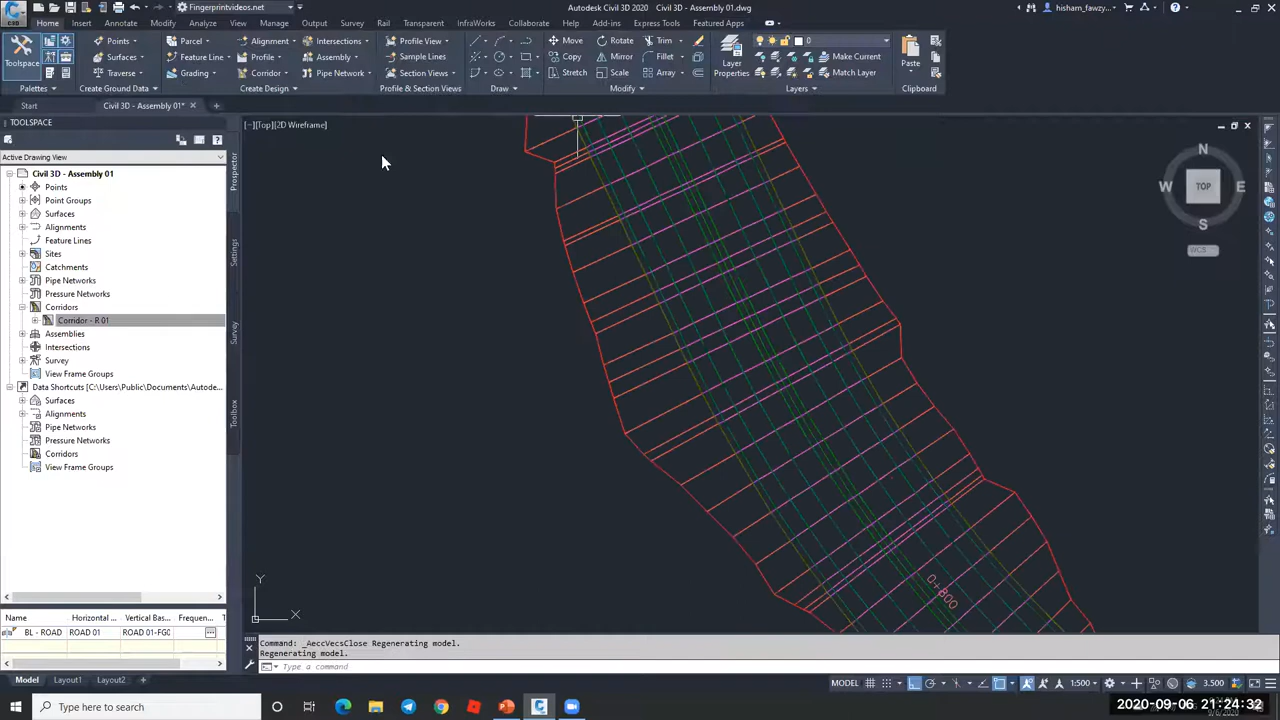 Fingerprintvideos.net
Autodesk Civil 3D 2020 Civil 3D - Assembly 01.dwg
hisham_fawzy...
C3D
Home Insert Annotate Modify Analyze View Manage Output Survey Rail Transparent InfraWorks Collaborate Help Add-ins Express Tools Featured Apps
Toolspace
Points
Surfaces
Traverse
Parcel
Feature Line
Grading
Alignment
Profile
Corridor
Intersections
Assembly
Pipe Network
Profile View
Sample Lines
Section Views
Move
Copy
Stretch
Rotate
Mirror
Scale
Trim
Fillet
Array
Layer
Properties
0
Make Current
Match Layer
Paste
Palettes
Create Ground Data
Create Design
Profile & Section Views
Draw
Modify
Layers
Clipboard
Start
Civil 3D - Assembly 01*
TOOLSPACE
Active Drawing View
Civil 3D - Assembly 01
Points
Point Groups
Surfaces
Alignments
Feature Lines
Sites
Catchments
Pipe Networks
Pressure Networks
Corridors
Corridor - R 01
Assemblies
Intersections
Survey
View Frame Groups
Data Shortcuts [C:\Users\Public\Documents\Autode...
Surfaces
Alignments
Pipe Networks
Pressure Networks
Corridors
View Frame Groups
Prospector
Settings
Survey
Toolbox
Name Horizontal ... Vertical Bas... Frequen... T
BL - ROAD ROAD 01 ROAD 01-FG0
[−][Top][2D Wireframe]
N
W TOP E
S
WCS
0+800
Y
X
Command: _AeccVecsClose Regenerating model.
Regenerating model.
Type a command
Model Layout1 Layout2
MODEL
1:500
3.500
Type here to search
2020-09-06 21:24:32